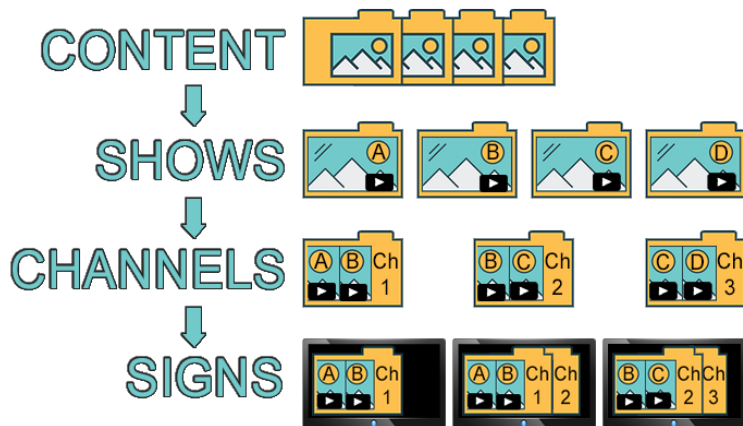 CONTENT
SHOWS
A B C D
CHANNELS
A B Ch 1
B C Ch 2
C D Ch 3
SIGNS
A B Ch 1
A B Ch 1 Ch 2
B C Ch 2 Ch 3